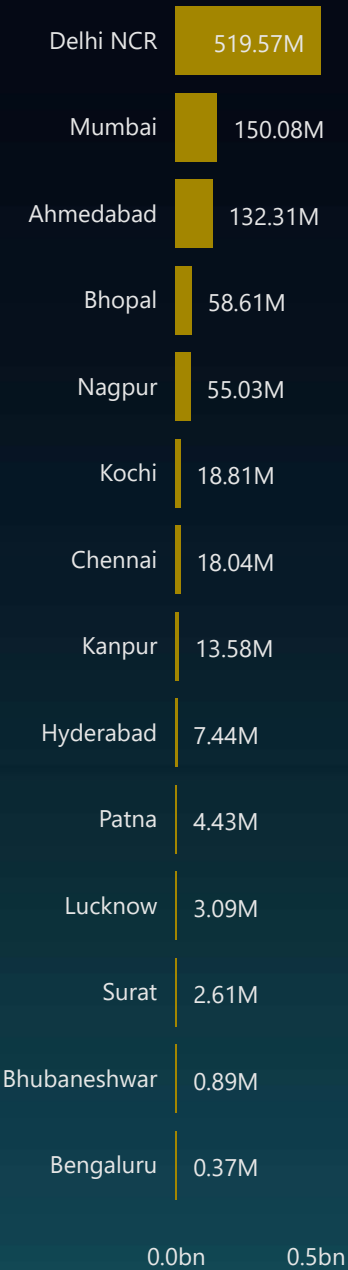 Delhi NCR 519.57M
Mumbai 150.08M
Ahmedabad 132.31M
Bhopal 58.61M
Nagpur 55.03M
Kochi 18.81M
Chennai 18.04M
Kanpur 13.58M
Hyderabad 7.44M
Patna 4.43M
Lucknow 3.09M
Surat 2.61M
Bhubaneshwar 0.89M
Bengaluru 0.37M
0.0bn 0.5bn